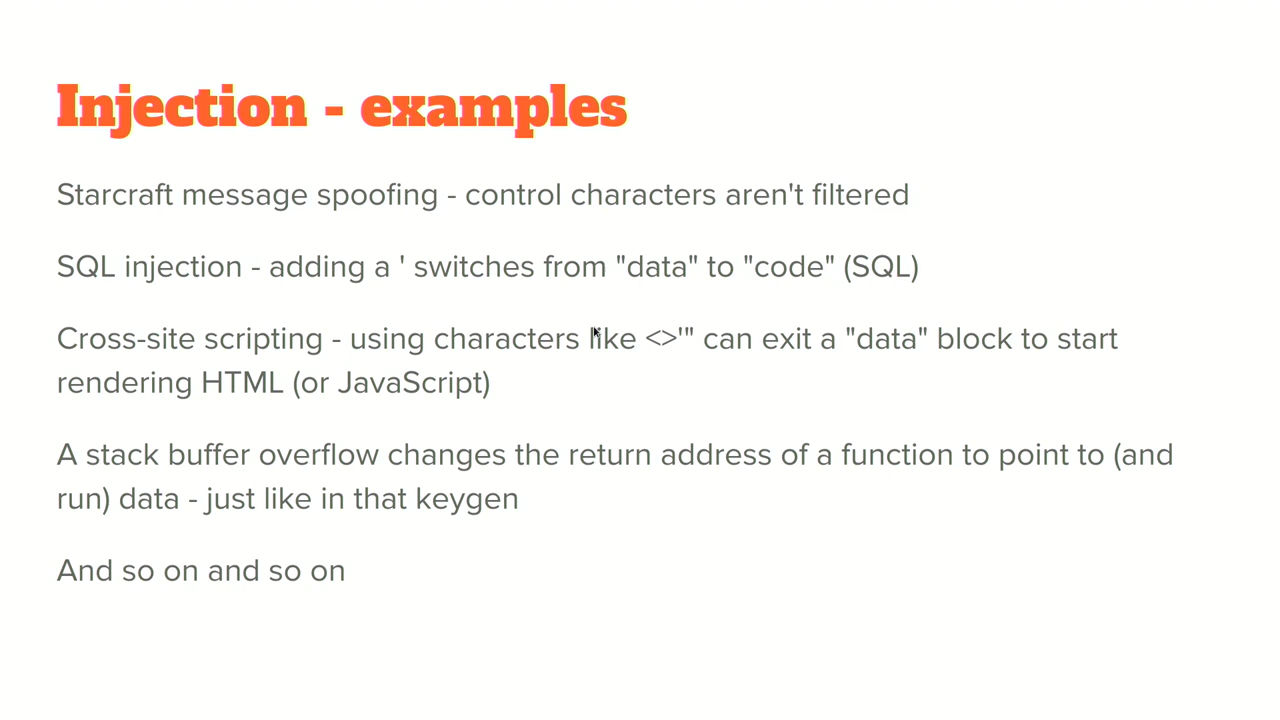 Injection - examples
Starcraft message spoofing - control characters aren't filtered
SQL injection - adding a ' switches from "data" to "code" (SQL)
Cross-site scripting - using characters like <>'" can exit a "data" block to start
rendering HTML (or JavaScript)
A stack buffer overflow changes the return address of a function to point to (and
run) data - just like in that keygen
And so on and so on